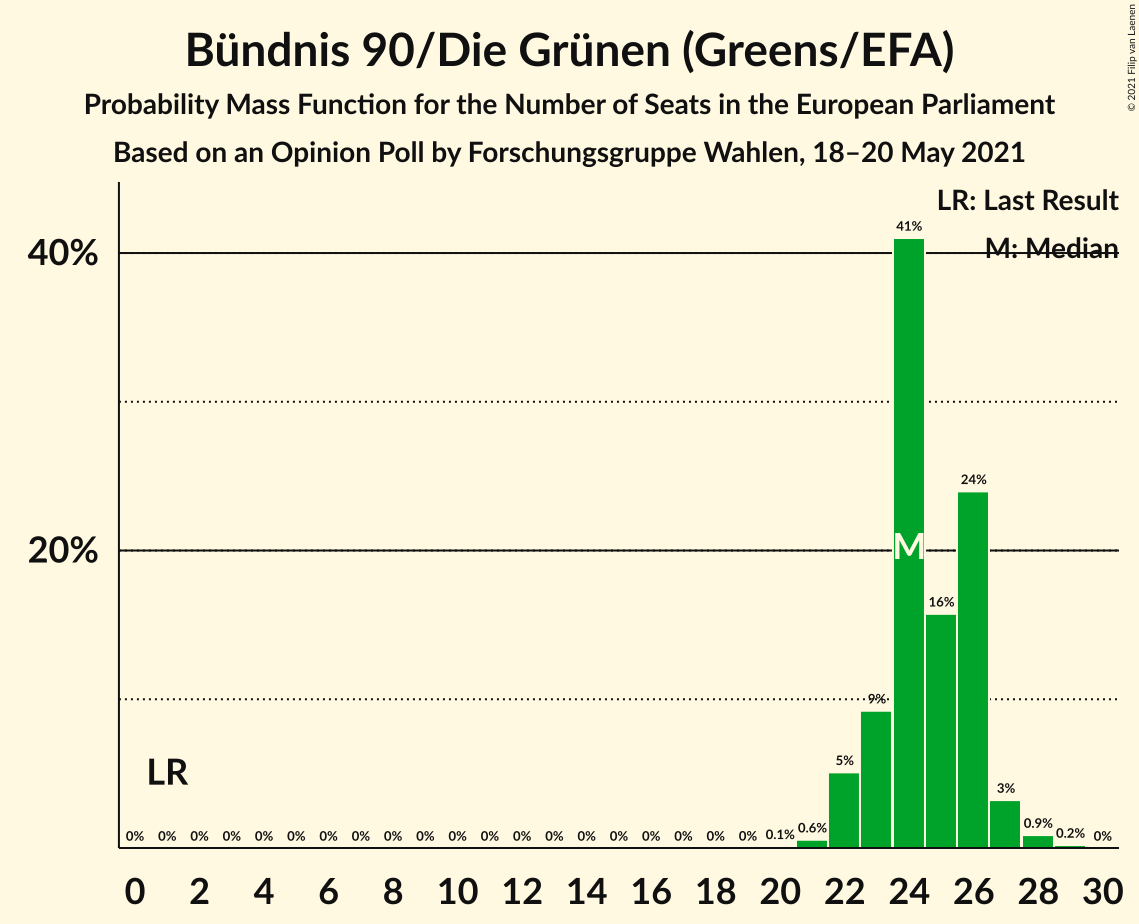 Bündnis 90/Die Grünen (Greens/EFA)
Probability Mass Function for the Number of Seats in the European Parliament
Based on an Opinion Poll by Forschungsgruppe Wahlen, 18–20 May 2021
© 2021 Filip van Laenen
LR: Last Result
M: Median
40%
20%
41%
24%
M
16%
9%
5%
3%
LR
0% 0% 0% 0% 0% 0% 0% 0% 0% 0% 0% 0% 0% 0% 0% 0% 0% 0% 0% 0% 0.1% 0.6% 0.9% 0.2% 0%
0 2 4 6 8 10 12 14 16 18 20 22 24 26 28 30